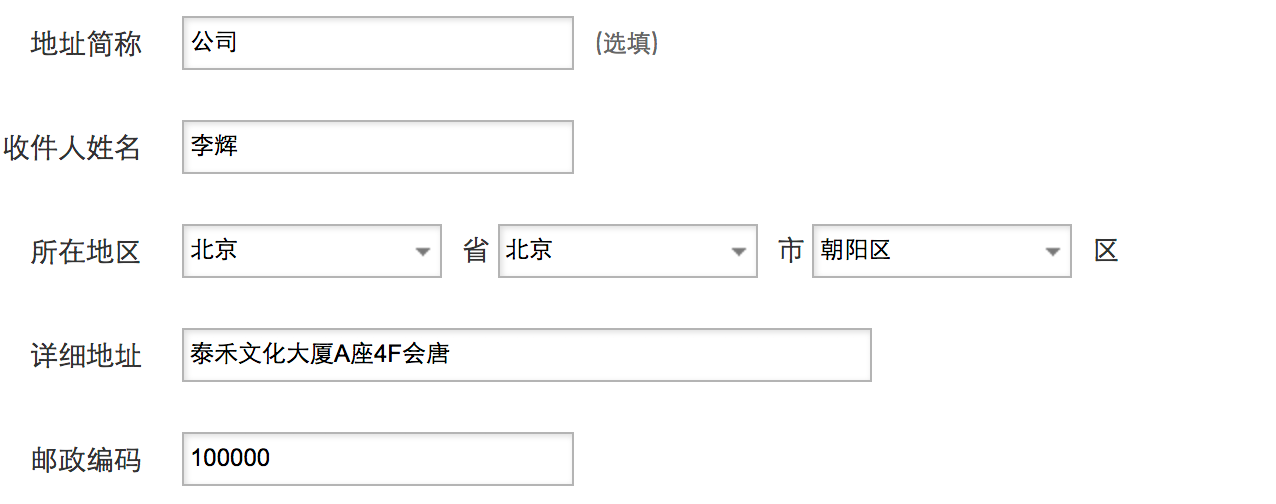 地址简称 公司 (选填)
收件人姓名 李辉
所在地区 北京 省 北京 市 朝阳区 区
详细地址 泰禾文化大厦A座4F会唐
邮政编码 100000